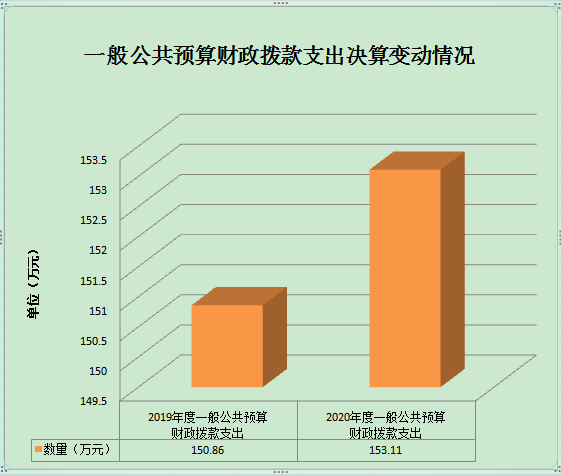 一般公共预算财政拨款支出决算变动情况
单位（万元）
153.5
153
152.5
152
151.5
151
150.5
150
149.5
2019年度一般公共预算
财政拨款支出
2020年度一般公共预算
财政拨款支出
数量（万元）
150.86
153.11